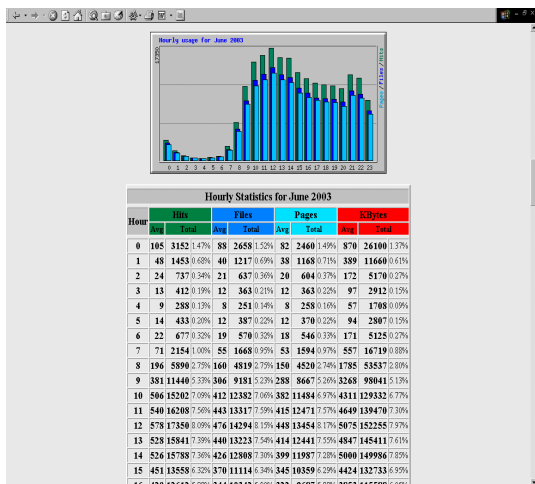 Hourly usage for June 2003
17350
Pages / Files / Hits
0 1 2 3 4 5 6 7 8 9 10 11 12 13 14 15 16 17 18 19 20 21 22 23
Hourly Statistics for June 2003
Hour Hits Files Pages KBytes
Avg Total Avg Total Avg Total Avg Total
0 105 3152 1.47% 88 2658 1.52% 82 2460 1.49% 870 26100 1.37%
1 48 1453 0.68% 40 1217 0.69% 38 1168 0.71% 389 11660 0.61%
2 24 737 0.34% 21 637 0.36% 20 604 0.37% 172 5170 0.27%
3 13 412 0.19% 12 363 0.21% 12 363 0.22% 97 2912 0.15%
4 9 288 0.13% 8 251 0.14% 8 258 0.16% 57 1708 0.09%
5 14 433 0.20% 12 387 0.22% 12 370 0.22% 94 2807 0.15%
6 22 677 0.32% 19 570 0.32% 18 546 0.33% 171 5125 0.27%
7 71 2154 1.00% 55 1668 0.95% 53 1594 0.97% 557 16719 0.88%
8 196 5890 2.75% 160 4819 2.75% 150 4520 2.74% 1785 53537 2.80%
9 381 11440 5.33% 306 9181 5.23% 288 8667 5.26% 3268 98041 5.13%
10 506 15202 7.09% 412 12382 7.06% 382 11484 6.97% 4311 129332 6.77%
11 540 16208 7.56% 443 13317 7.59% 415 12471 7.57% 4649 139470 7.30%
12 578 17350 8.09% 476 14294 8.15% 448 13454 8.17% 5075 152255 7.97%
13 528 15841 7.39% 440 13223 7.54% 414 12441 7.55% 4847 145411 7.61%
14 526 15788 7.36% 426 12808 7.30% 399 11987 7.28% 5000 149986 7.85%
15 451 13558 6.32% 370 11114 6.34% 345 10359 6.29% 4424 132733 6.95%